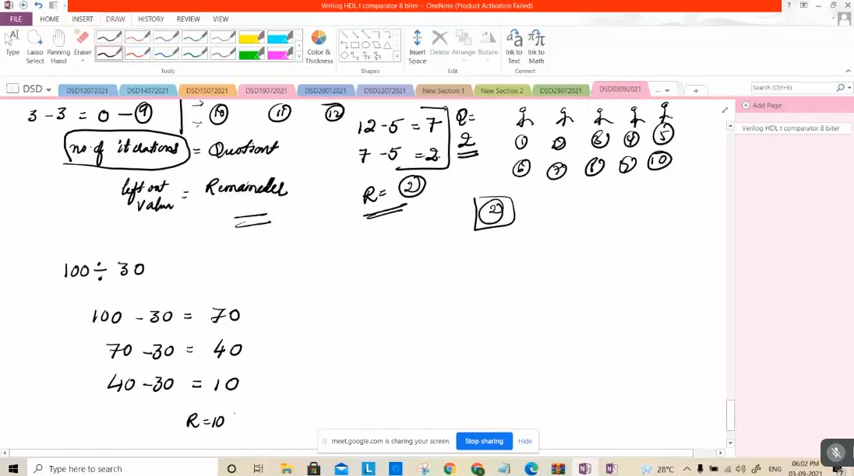 Verilog HDL t comparator 8 biter - OneNote (Product Activation Failed)
FILE HOME INSERT DRAW HISTORY REVIEW VIEW
Type Lasso Select Panning Hand Eraser
Color & Thickness
Insert Space Delete Arrange Rotate
Ink to Text Ink to Math
Tools Shapes Edit Convert
DSD DSD12072021 DSD14072021 DSD15072021 DSD19072021 DSD20072021 DSD22072021 New Section 1 New Section 2 DSD29072021 DSD03092021
Search (Ctrl+E)
Add Page
Verilog HDL t comparator 8 biter
3 - 3 = 0 - 9 10 11 12
no. of iterations = Quotient
left out value = Remainder
12 - 5 = 7
7 - 5 = 2
R = 2
Q = 2
1 2 3 4 5
6 7 8 9 10
2
100 ÷ 30
100 - 30 = 70
70 - 30 = 40
40 - 30 = 10
R = 10
meet.google.com is sharing your screen. Stop sharing Hide
Type here to search
28°C
ENG
06:02 PM
03-09-2021